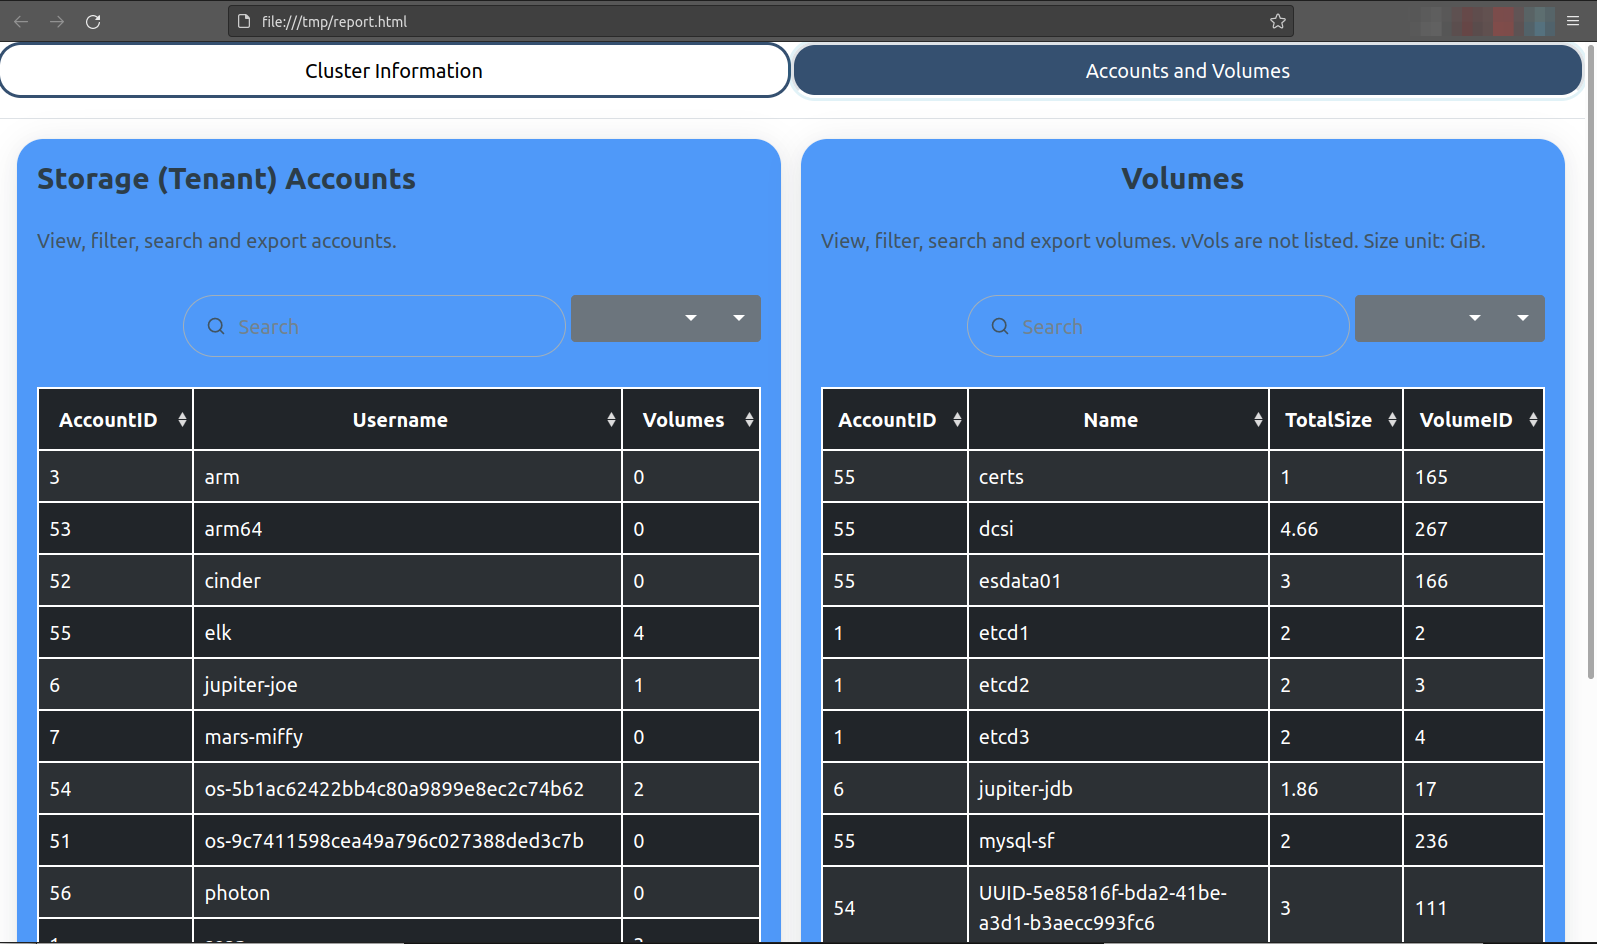 file:///tmp/report.html
Cluster Information
Accounts and Volumes
Storage (Tenant) Accounts
View, filter, search and export accounts.
Search
AccountID Username Volumes
3 arm 0
53 arm64 0
52 cinder 0
55 elk 4
6 jupiter-joe 1
7 mars-miffy 0
54 os-5b1ac62422bb4c80a9899e8ec2c74b62 2
51 os-9c7411598cea49a796c027388ded3c7b 0
56 photon 0
Volumes
View, filter, search and export volumes. vVols are not listed. Size unit: GiB.
Search
AccountID Name TotalSize VolumeID
55 certs 1 165
55 dcsi 4.66 267
55 esdata01 3 166
1 etcd1 2 2
1 etcd2 2 3
1 etcd3 2 4
6 jupiter-jdb 1.86 17
55 mysql-sf 2 236
54 UUID-5e85816f-bda2-41be- 3 111
a3d1-b3aecc993fc6